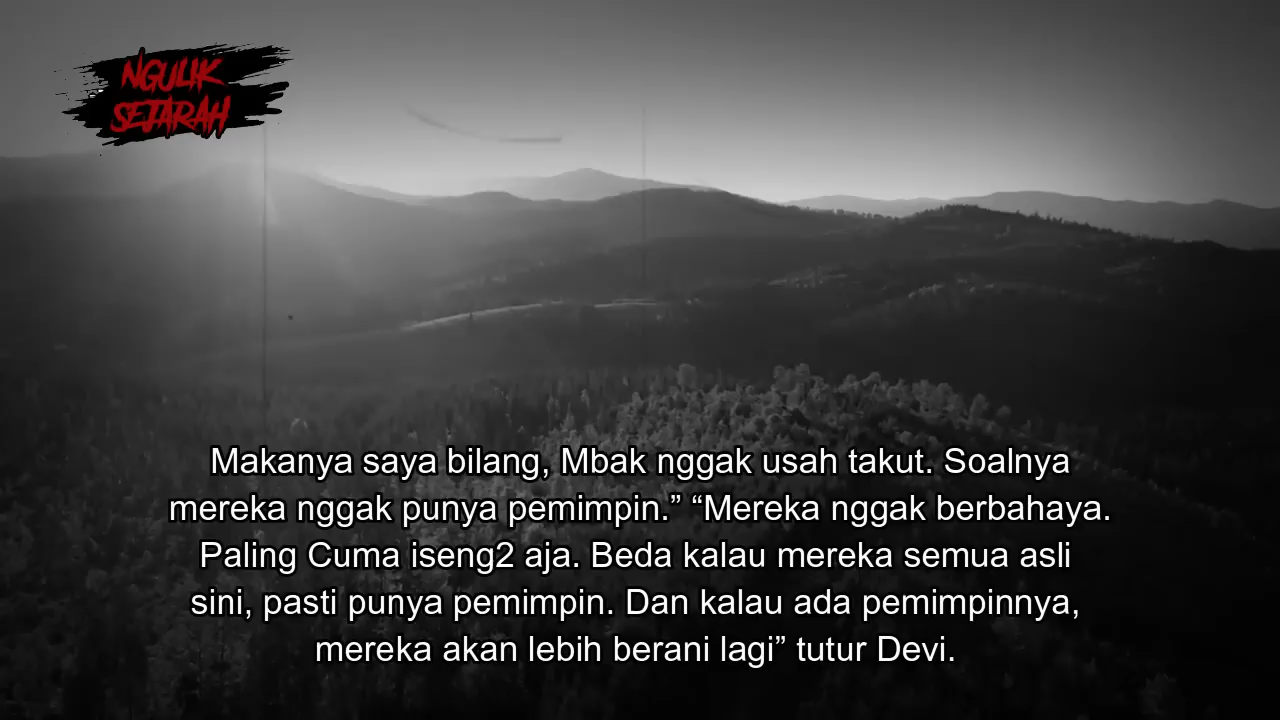 NGULIK
SEJARAH
Makanya saya bilang, Mbak nggak usah takut. Soalnya
mereka nggak punya pemimpin.” “Mereka nggak berbahaya.
Paling Cuma iseng2 aja. Beda kalau mereka semua asli
sini, pasti punya pemimpin. Dan kalau ada pemimpinnya,
mereka akan lebih berani lagi” tutur Devi.